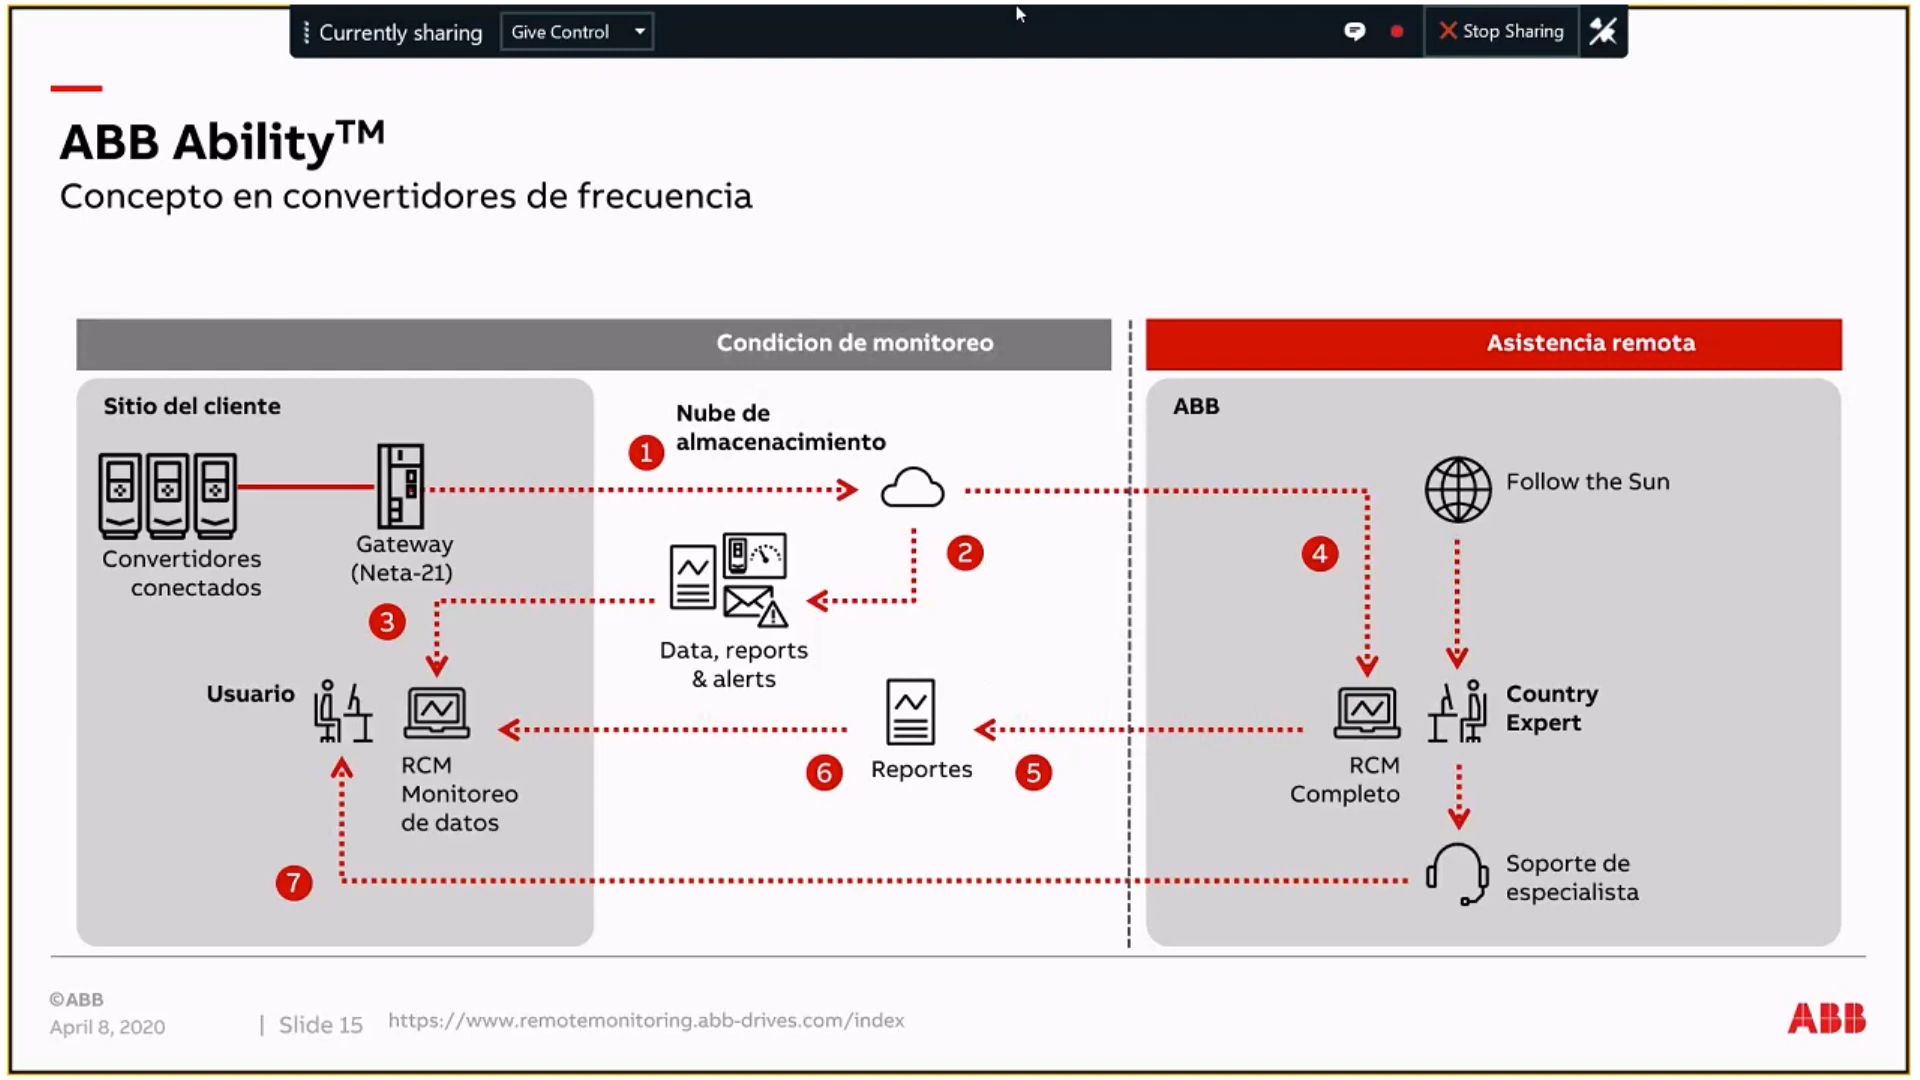 Currently sharing
Give Control
Stop Sharing
ABB Ability™
Concepto en convertidores de frecuencia
Condicion de monitoreo
Asistencia remota
Sitio del cliente
Nube de
almacenacimiento
ABB
1
Follow the Sun
Gateway
(Neta-21)
Convertidores
conectados
2
4
3
Data, reports
& alerts
Usuario
Country
Expert
RCM
Monitoreo
de datos
6
Reportes
5
RCM
Completo
7
Soporte de
especialista
©ABB
April 8, 2020
| Slide 15
https://www.remotemonitoring.abb-drives.com/index
ABB